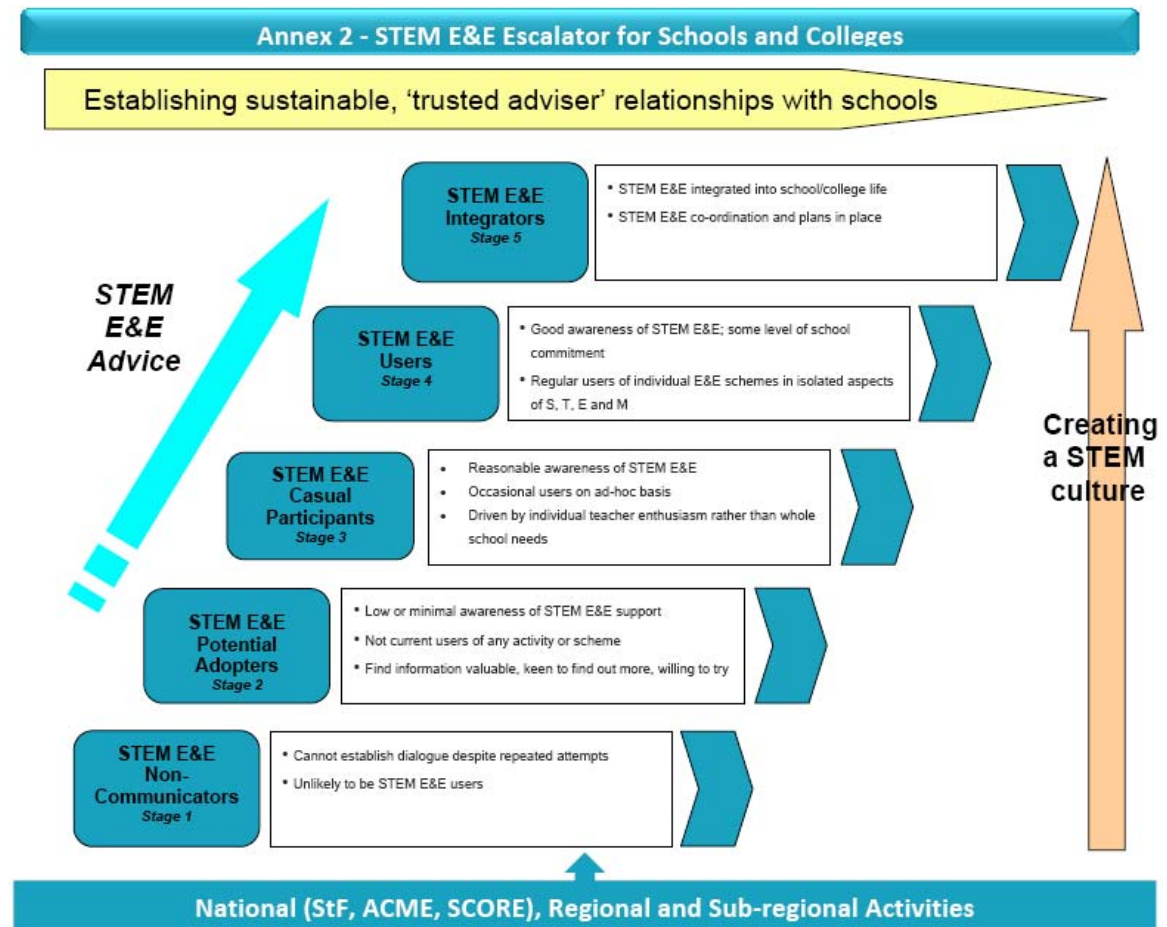 Annex 2 - STEM E&E Escalator for Schools and Colleges
Establishing sustainable, ‘trusted adviser’ relationships with schools
STEM E&E
Integrators
Stage 5
• STEM E&E integrated into school/college life
• STEM E&E co-ordination and plans in place
STEM
E&E
Advice
STEM E&E
Users
Stage 4
• Good awareness of STEM E&E; some level of school
commitment
• Regular users of individual E&E schemes in isolated aspects
of S, T, E and M
Creating
a STEM
culture
STEM E&E
Casual
Participants
Stage 3
• Reasonable awareness of STEM E&E
• Occasional users on ad-hoc basis
• Driven by individual teacher enthusiasm rather than whole
school needs
STEM E&E
Potential
Adopters
Stage 2
• Low or minimal awareness of STEM E&E support
• Not current users of any activity or scheme
• Find information valuable, keen to find out more, willing to try
STEM E&E
Non-
Communicators
Stage 1
• Cannot establish dialogue despite repeated attempts
• Unlikely to be STEM E&E users
National (StF, ACME, SCORE), Regional and Sub-regional Activities